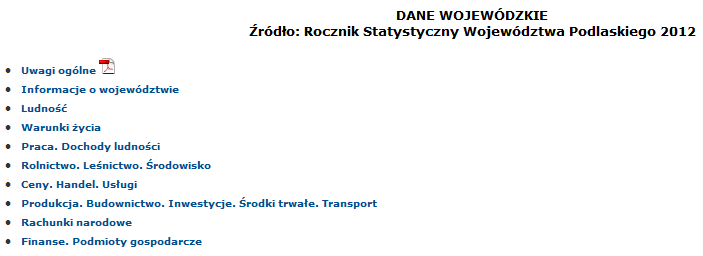 DANE WOJEWÓDZKIE
Źródło: Rocznik Statystyczny Województwa Podlaskiego 2012
Uwagi ogólne
Informacje o województwie
Ludność
Warunki życia
Praca. Dochody ludności
Rolnictwo. Leśnictwo. Środowisko
Ceny. Handel. Usługi
Produkcja. Budownictwo. Inwestycje. Środki trwałe. Transport
Rachunki narodowe
Finanse. Podmioty gospodarcze